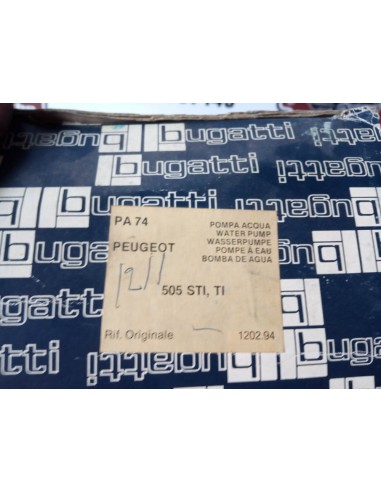 bugatti bugatti
bugatti
PA 74
POMPA ACQUA
WATER PUMP
WASSERPUMPE
POMPE À EAU
BOMBA DE AGUA
PEUGEOT
505 STI, TI
Rif. Originale 1202.94
bugatti